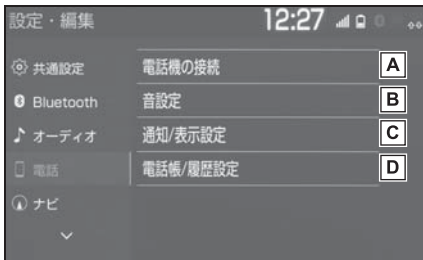 設定・編集
12:27
共通設定
電話機の接続
A
Bluetooth
音設定
B
オーディオ
通知/表示設定
C
電話
電話帳/履歴設定
D
ナビ